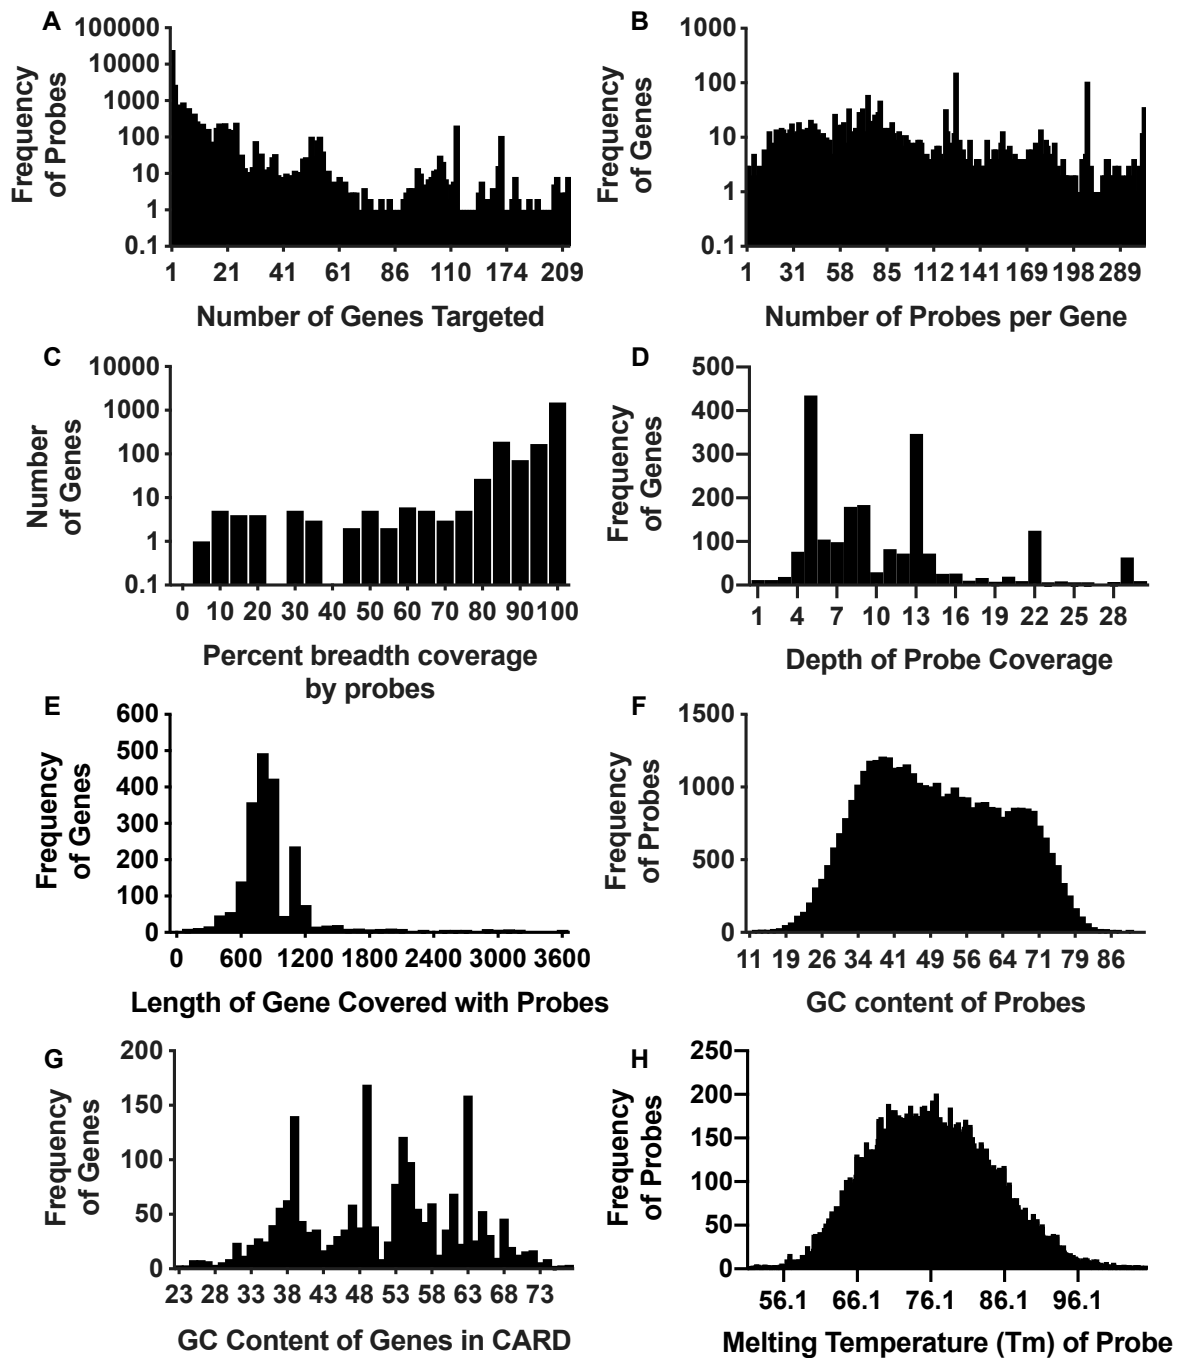 A
100000
10000
1000
100
10
1
0.1
Frequency
of Probes
1 21 41 61 86 110 174 209
Number of Genes Targeted
B
1000
100
10
1
0.1
Frequency
of Genes
1 31 58 85 112 141 169 198 289
Number of Probes per Gene
C
10000
1000
100
10
1
0.1
Number
of Genes
0 10 20 30 40 50 60 70 80 90 100
Percent breadth coverage
by probes
D
500
400
300
200
100
0
Frequency
of Genes
1 4 7 10 13 16 19 22 25 28
Depth of Probe Coverage
E
600
500
400
300
200
100
0
Frequency
of Genes
0 600 1200 1800 2400 3000 3600
Length of Gene Covered with Probes
F
1500
1000
500
0
Frequency
of Probes
11 19 26 34 41 49 56 64 71 79 86
GC content of Probes
G
200
150
100
50
0
Frequency
of Genes
23 28 33 38 43 48 53 58 63 68 73
GC Content of Genes in CARD
H
250
200
150
100
50
0
Frequency
of Probes
56.1 66.1 76.1 86.1 96.1
Melting Temperature (Tm) of Probe